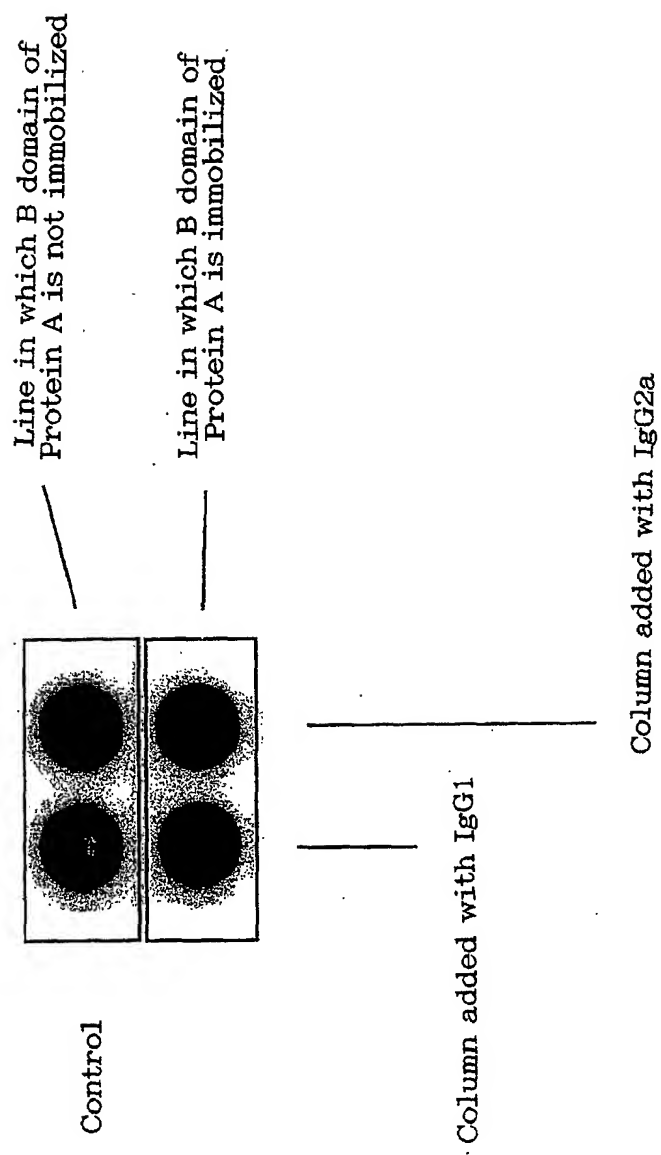 Control
Line in which B domain of
Protein A is not immobilized
Line in which B domain of
Protein A is immobilized
Column added with IgG1
Column added with IgG2a